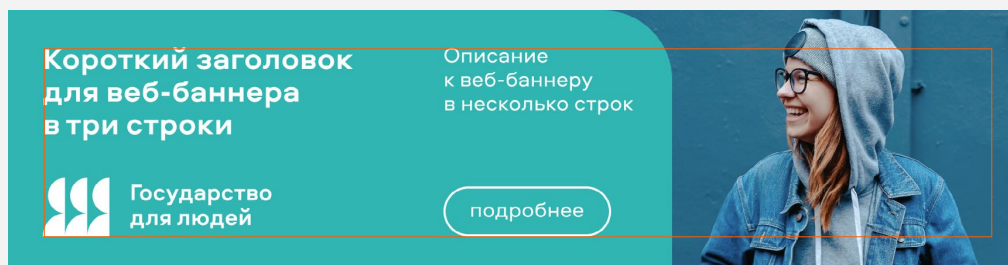 Короткий заголовок
для веб-баннера
в три строки
Описание
к веб-баннеру
в несколько строк
Государство
для людей
подробнее